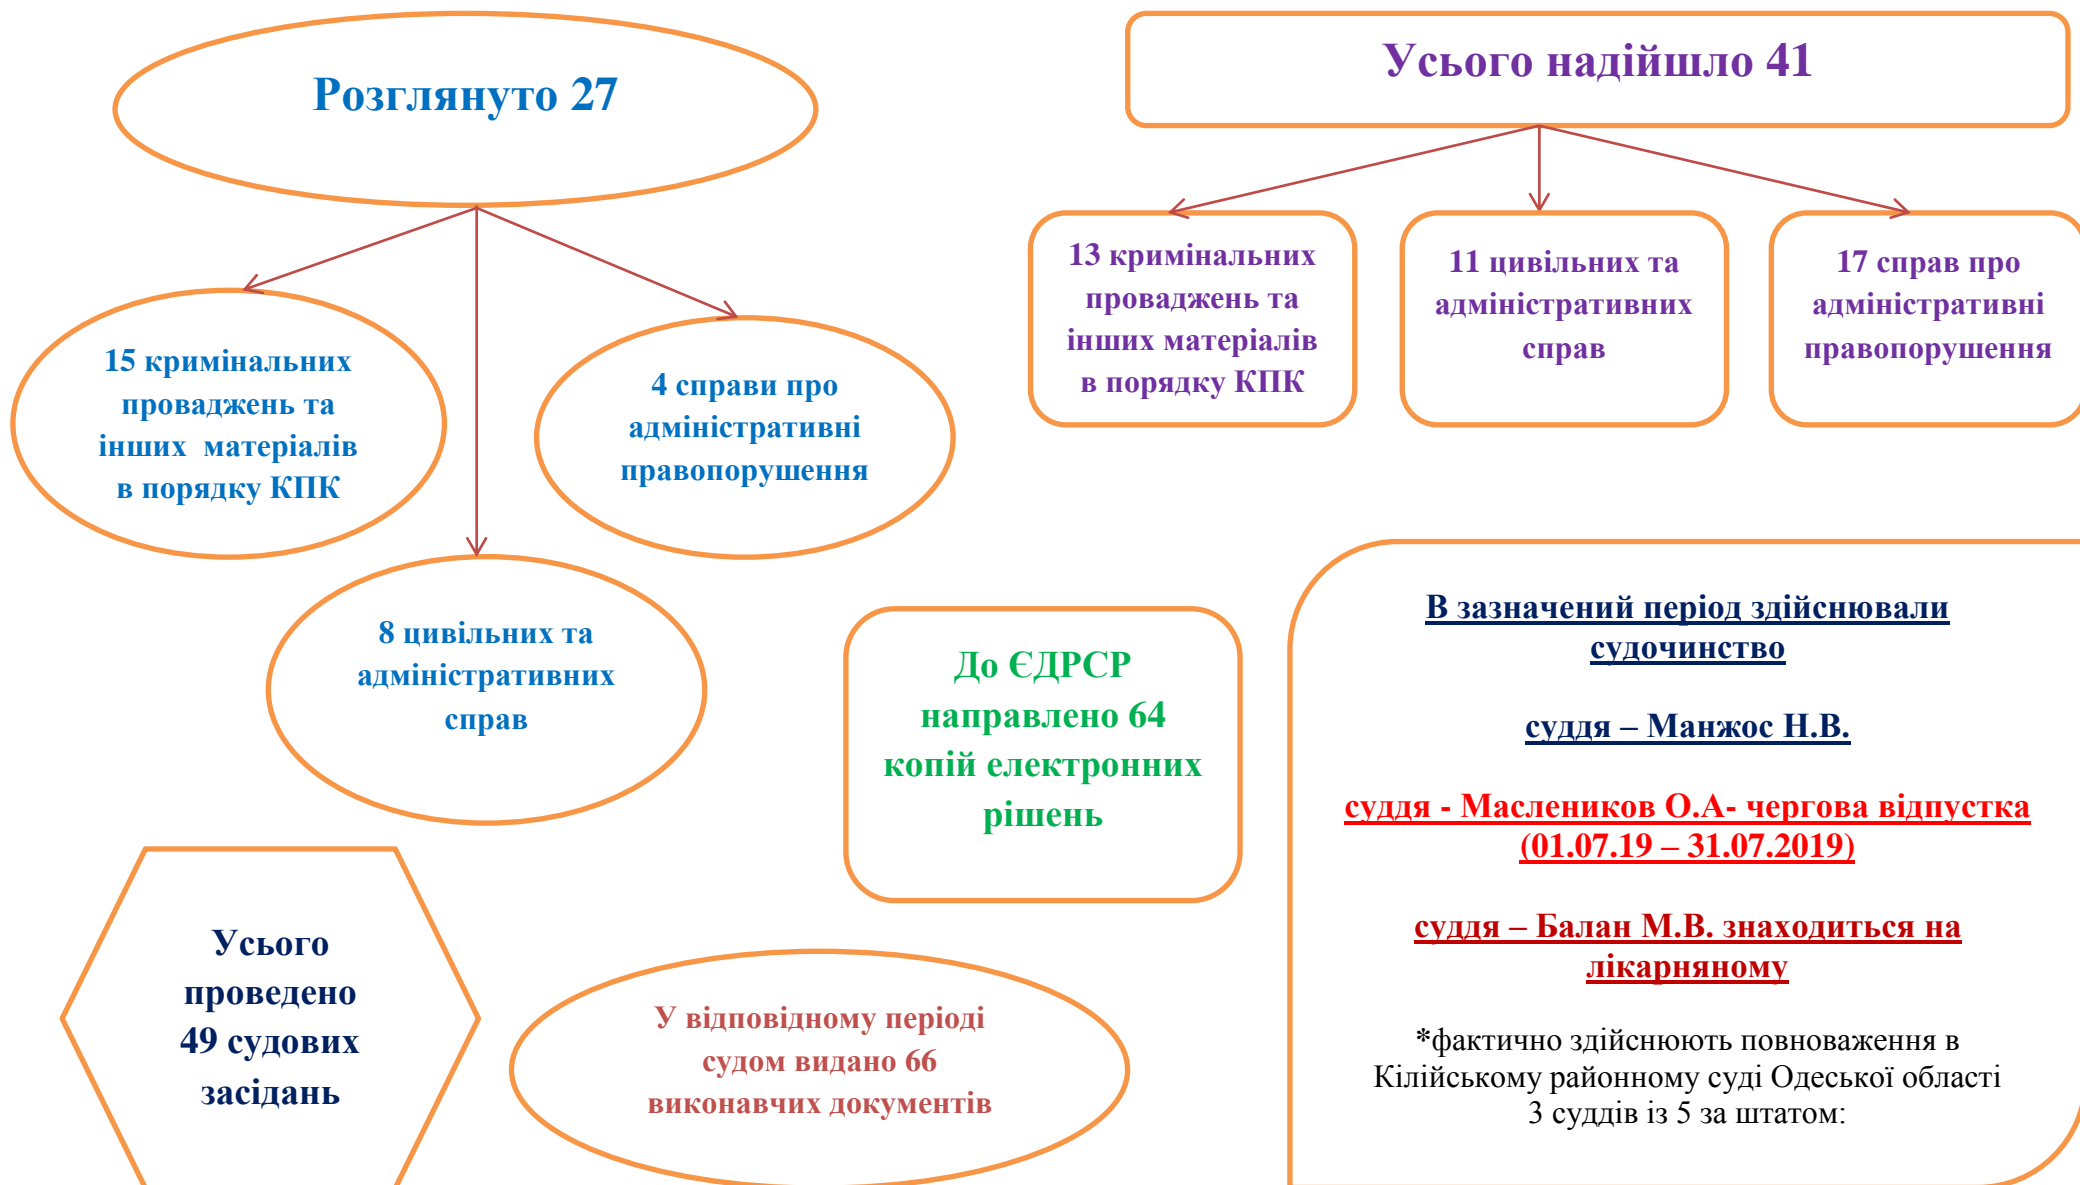 Розглянуто 27
Усього надійшло 41
13 кримінальних
проваджень та
інших матеріалів
в порядку КПК
11 цивільних та
адміністративних
справ
17 справ про
адміністративні
правопорушення
15 кримінальних
проваджень та
інших  матеріалів
в порядку КПК
4 справи про
адміністративні
правопорушення
8 цивільних та
адміністративних
справ
До ЄДРСР
направлено 64
копій електронних
рішень
В зазначений період здійснювали
судочинство
суддя – Манжос Н.В.
суддя - Маслеников О.А- чергова відпустка
(01.07.19 – 31.07.2019)
суддя – Балан М.В. знаходиться на
лікарняному
*фактично здійснюють повноваження в
Кілійському районному суді Одеської області
3 суддів із 5 за штатом:
Усього
проведено
49 судових
засідань
У відповідному періоді
судом видано 66
виконавчих документів